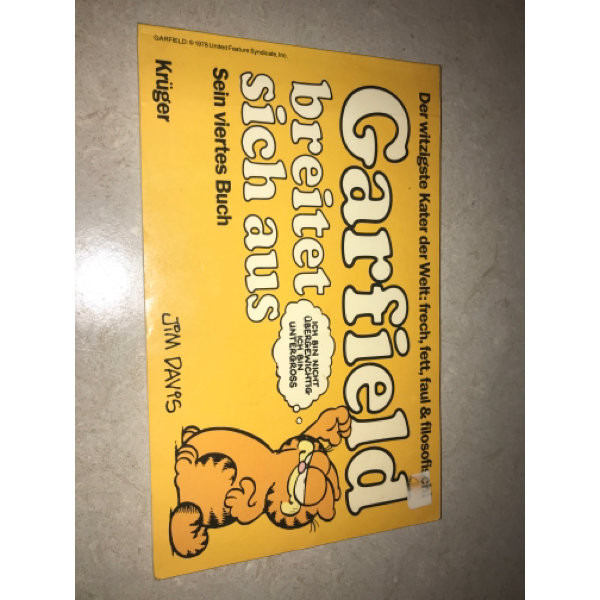 Der witzigste Kater der Welt: frech, fett, faul & filosofisch
Garfield
breitet
sich aus
Sein viertes Buch
Krüger
GARFIELD: © 1978 United Feature Syndicate, Inc.
ICH BIN NICHT
ÜBERGEWICHTIG
ICH BIN
UNTERGROSS
JIM DAVIS